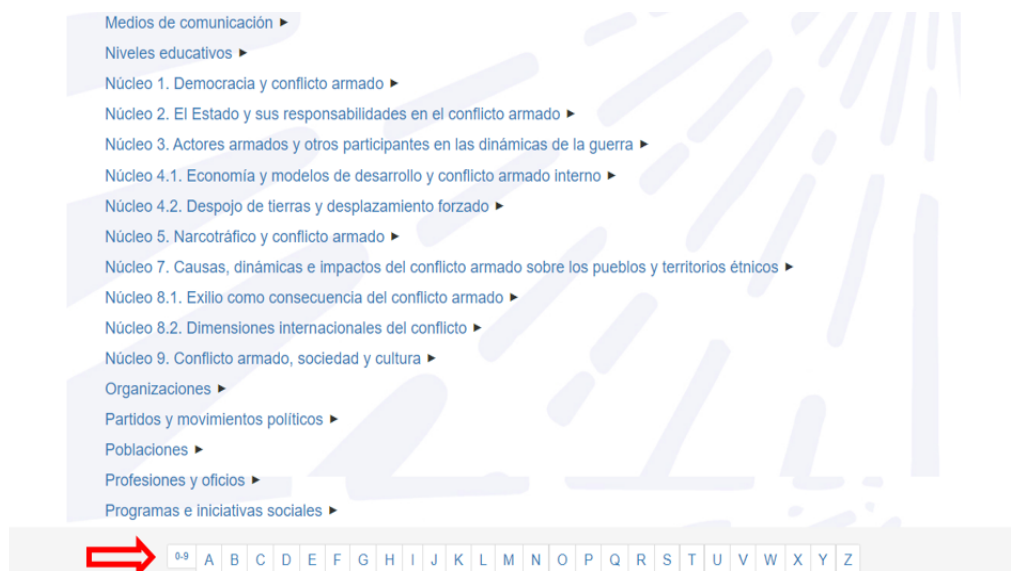 Medios de comunicación ►
Niveles educativos ►
Núcleo 1. Democracia y conflicto armado ►
Núcleo 2. El Estado y sus responsabilidades en el conflicto armado ►
Núcleo 3. Actores armados y otros participantes en las dinámicas de la guerra ►
Núcleo 4.1. Economía y modelos de desarrollo y conflicto armado interno ►
Núcleo 4.2. Despojo de tierras y desplazamiento forzado ►
Núcleo 5. Narcotráfico y conflicto armado ►
Núcleo 7. Causas, dinámicas e impactos del conflicto armado sobre los pueblos y territorios étnicos ►
Núcleo 8.1. Exilio como consecuencia del conflicto armado ►
Núcleo 8.2. Dimensiones internacionales del conflicto ►
Núcleo 9. Conflicto armado, sociedad y cultura ►
Organizaciones ►
Partidos y movimientos políticos ►
Poblaciones ►
Profesiones y oficios ►
Programas e iniciativas sociales ►
0-9 A B C D E F G H I J K L M N O P Q R S T U V W X Y Z